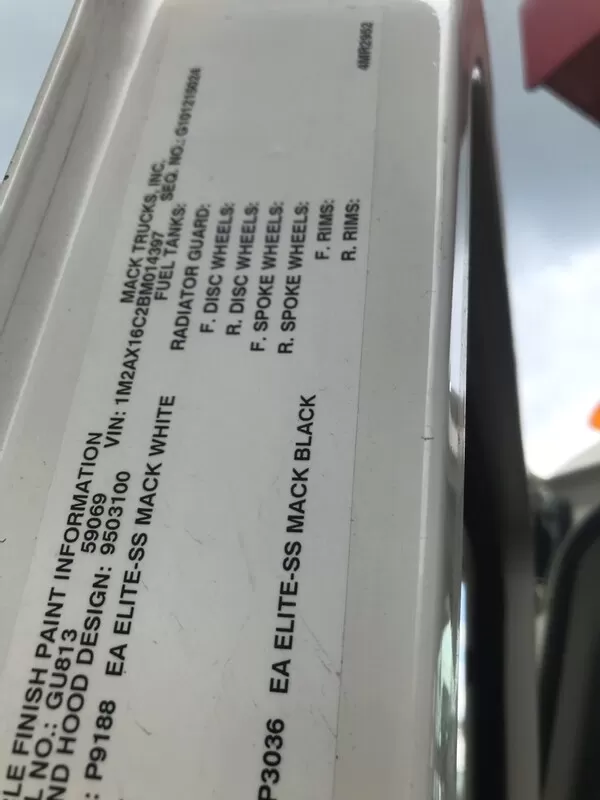 LE FINISH PAINT INFORMATION MACK TRUCKS, INC.
L NO.: GU813 59069 VIN: 1M2AX16C2BM014397 SEQ. NO.: G101215024
ND HOOD DESIGN: 9503100 FUEL TANKS:
: P9188 EA ELITE-SS MACK WHITE RADIATOR GUARD:
F. DISC WHEELS:
R. DISC WHEELS:
F. SPOKE WHEELS:
R. SPOKE WHEELS:
P3036 EA ELITE-SS MACK BLACK F. RIMS:
R. RIMS:
4MR2962